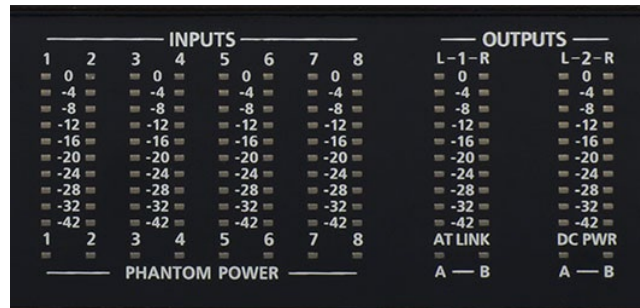 INPUTS OUTPUTS
1 2 3 4 5 6 7 8 L-1-R L-2-R
0 0 0 0 0 0
-4 -4 -4 -4 -4 -4
-8 -8 -8 -8 -8 -8
-12 -12 -12 -12 -12 -12
-16 -16 -16 -16 -16 -16
-20 -20 -20 -20 -20 -20
-24 -24 -24 -24 -24 -24
-28 -28 -28 -28 -28 -28
-32 -32 -32 -32 -32 -32
-42 -42 -42 -42 -42 -42
1 2 3 4 5 6 7 8 AT LINK DC PWR
PHANTOM POWER A — B A — B